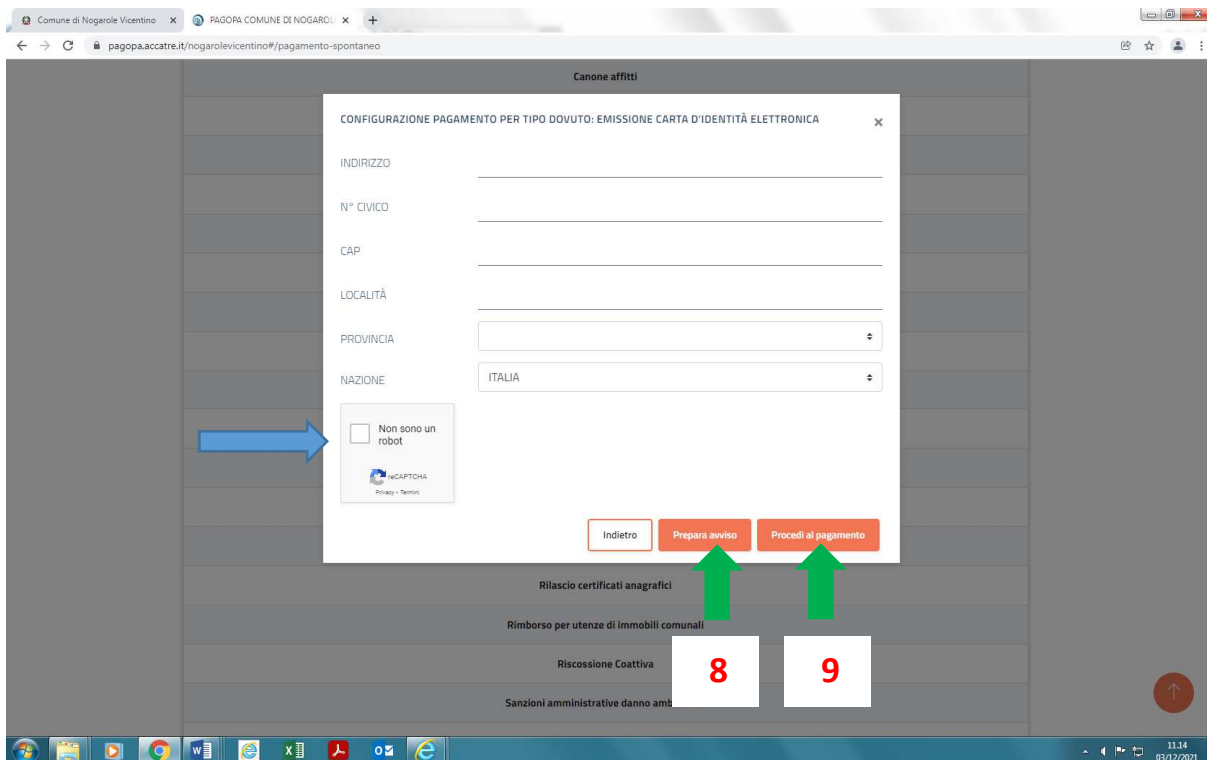 Comune di Nogarole Vicentino
PAGOPA COMUNE DI NOGAROL
pagopa.accatre.it/nogarolevicentino#/pagamento-spontaneo
Canone affitti
CONFIGURAZIONE PAGAMENTO PER TIPO DOVUTO: EMISSIONE CARTA D'IDENTITÀ ELETTRONICA
INDIRIZZO
N° CIVICO
CAP
LOCALITÀ
PROVINCIA
NAZIONE ITALIA
Non sono un
robot
reCAPTCHA
Privacy - Termini
Indietro Prepara avviso Procedi al pagamento
Rilascio certificati anagrafici
Rimborso per utenze di immobili comunali
Riscossione Coattiva
8 9
Sanzioni amministrative danno amb
11.14
03/12/2021